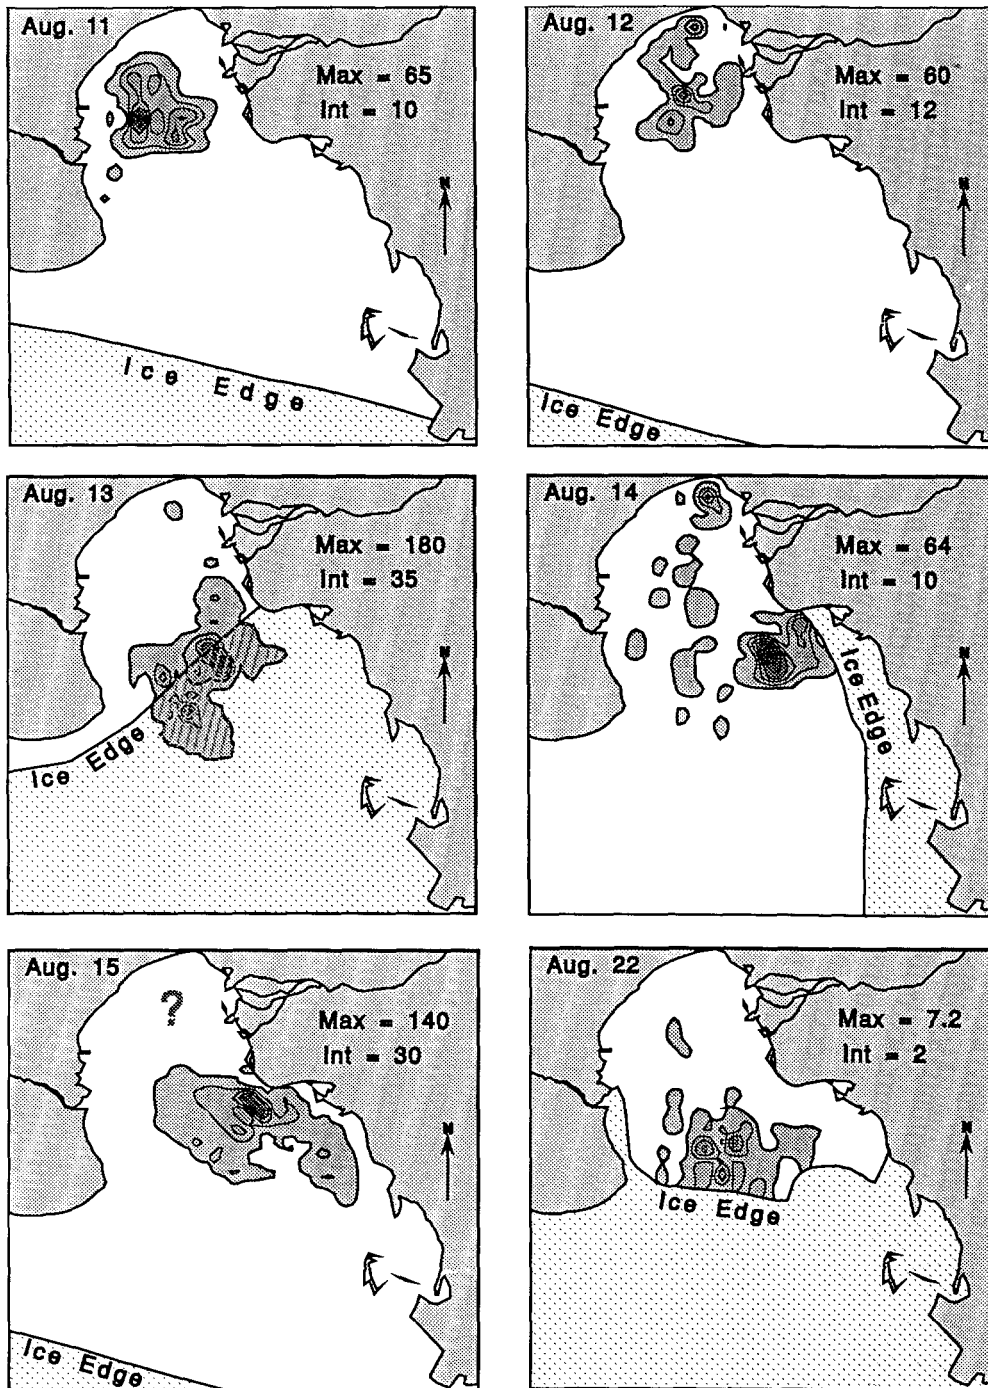 Aug. 11
Max = 65
Int = 10
N
Ice Edge
Aug. 12
Max = 60
Int = 12
N
Ice Edge
Aug. 13
Max = 180
Int = 35
N
Ice Edge
Aug. 14
Max = 64
Int = 10
N
Ice Edge
Aug. 15
?
Max = 140
Int = 30
N
Ice Edge
Aug. 22
Max = 7.2
Int = 2
N
Ice Edge